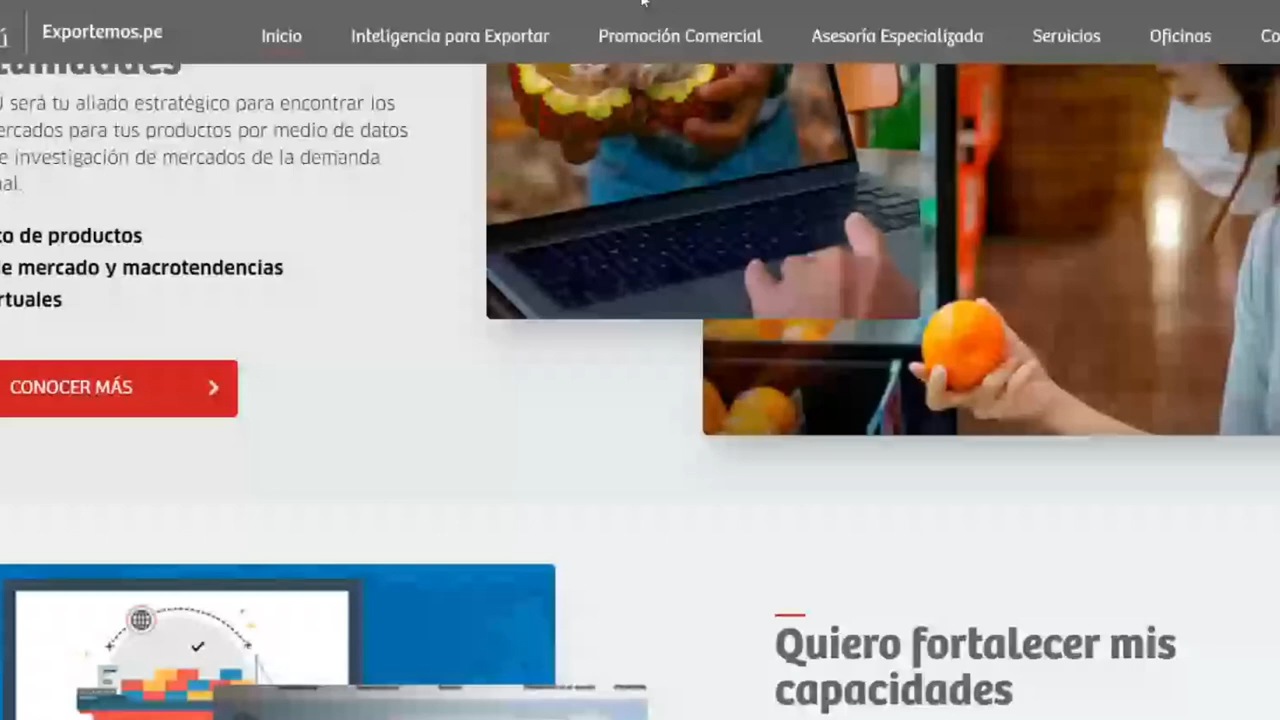 Exportemos.pe
Inicio
Inteligencia para Exportar
Promoción Comercial
Asesoría Especializada
Servicios
Oficinas
será tu aliado estratégico para encontrar los
ercados para tus productos por medio de datos
e investigación de mercados de la demanda
al.
o de productos
e mercado y macrotendencias
rtuales
CONOCER MÁS
Quiero fortalecer mis
capacidades